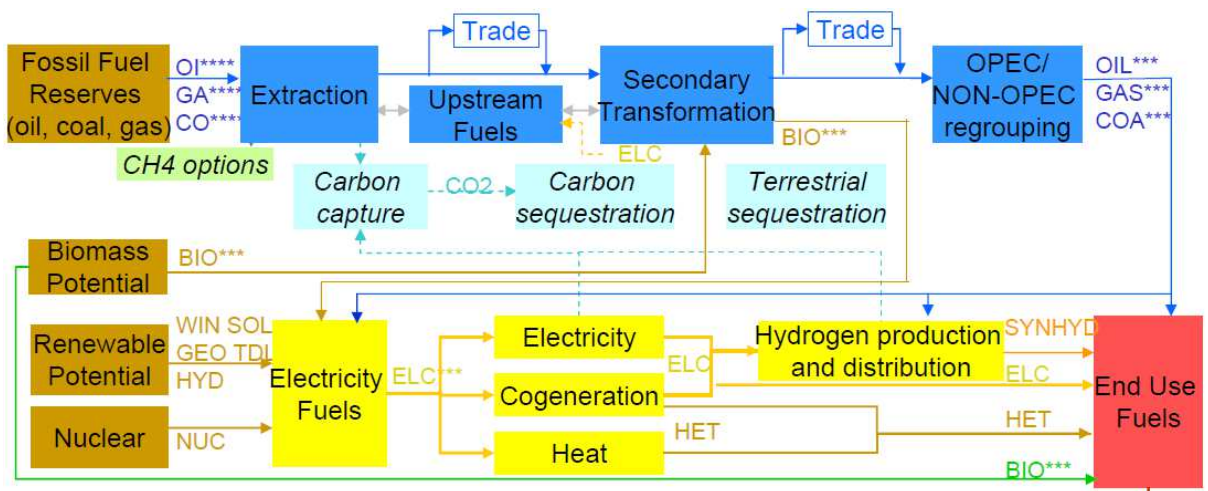 Trade
Trade
Fossil Fuel
Reserves
(oil, coal, gas)
OI****
GA****
CO****
Extraction
Upstream
Fuels
Secondary
Transformation
OPEC/
NON-OPEC
regrouping
OIL***
GAS***
COA***
BIO***
ELC
CH4 options
Carbon
capture
CO2
Carbon
sequestration
Terrestrial
sequestration
Biomass
Potential
BIO***
Renewable
Potential
WIN SOL
GEO TDL
HYD
Nuclear
NUC
Electricity
Fuels
ELC***
Electricity
Cogeneration
Heat
ELC
HET
Hydrogen production
and distribution
SYNHYD
ELC
HET
BIO***
End Use
Fuels